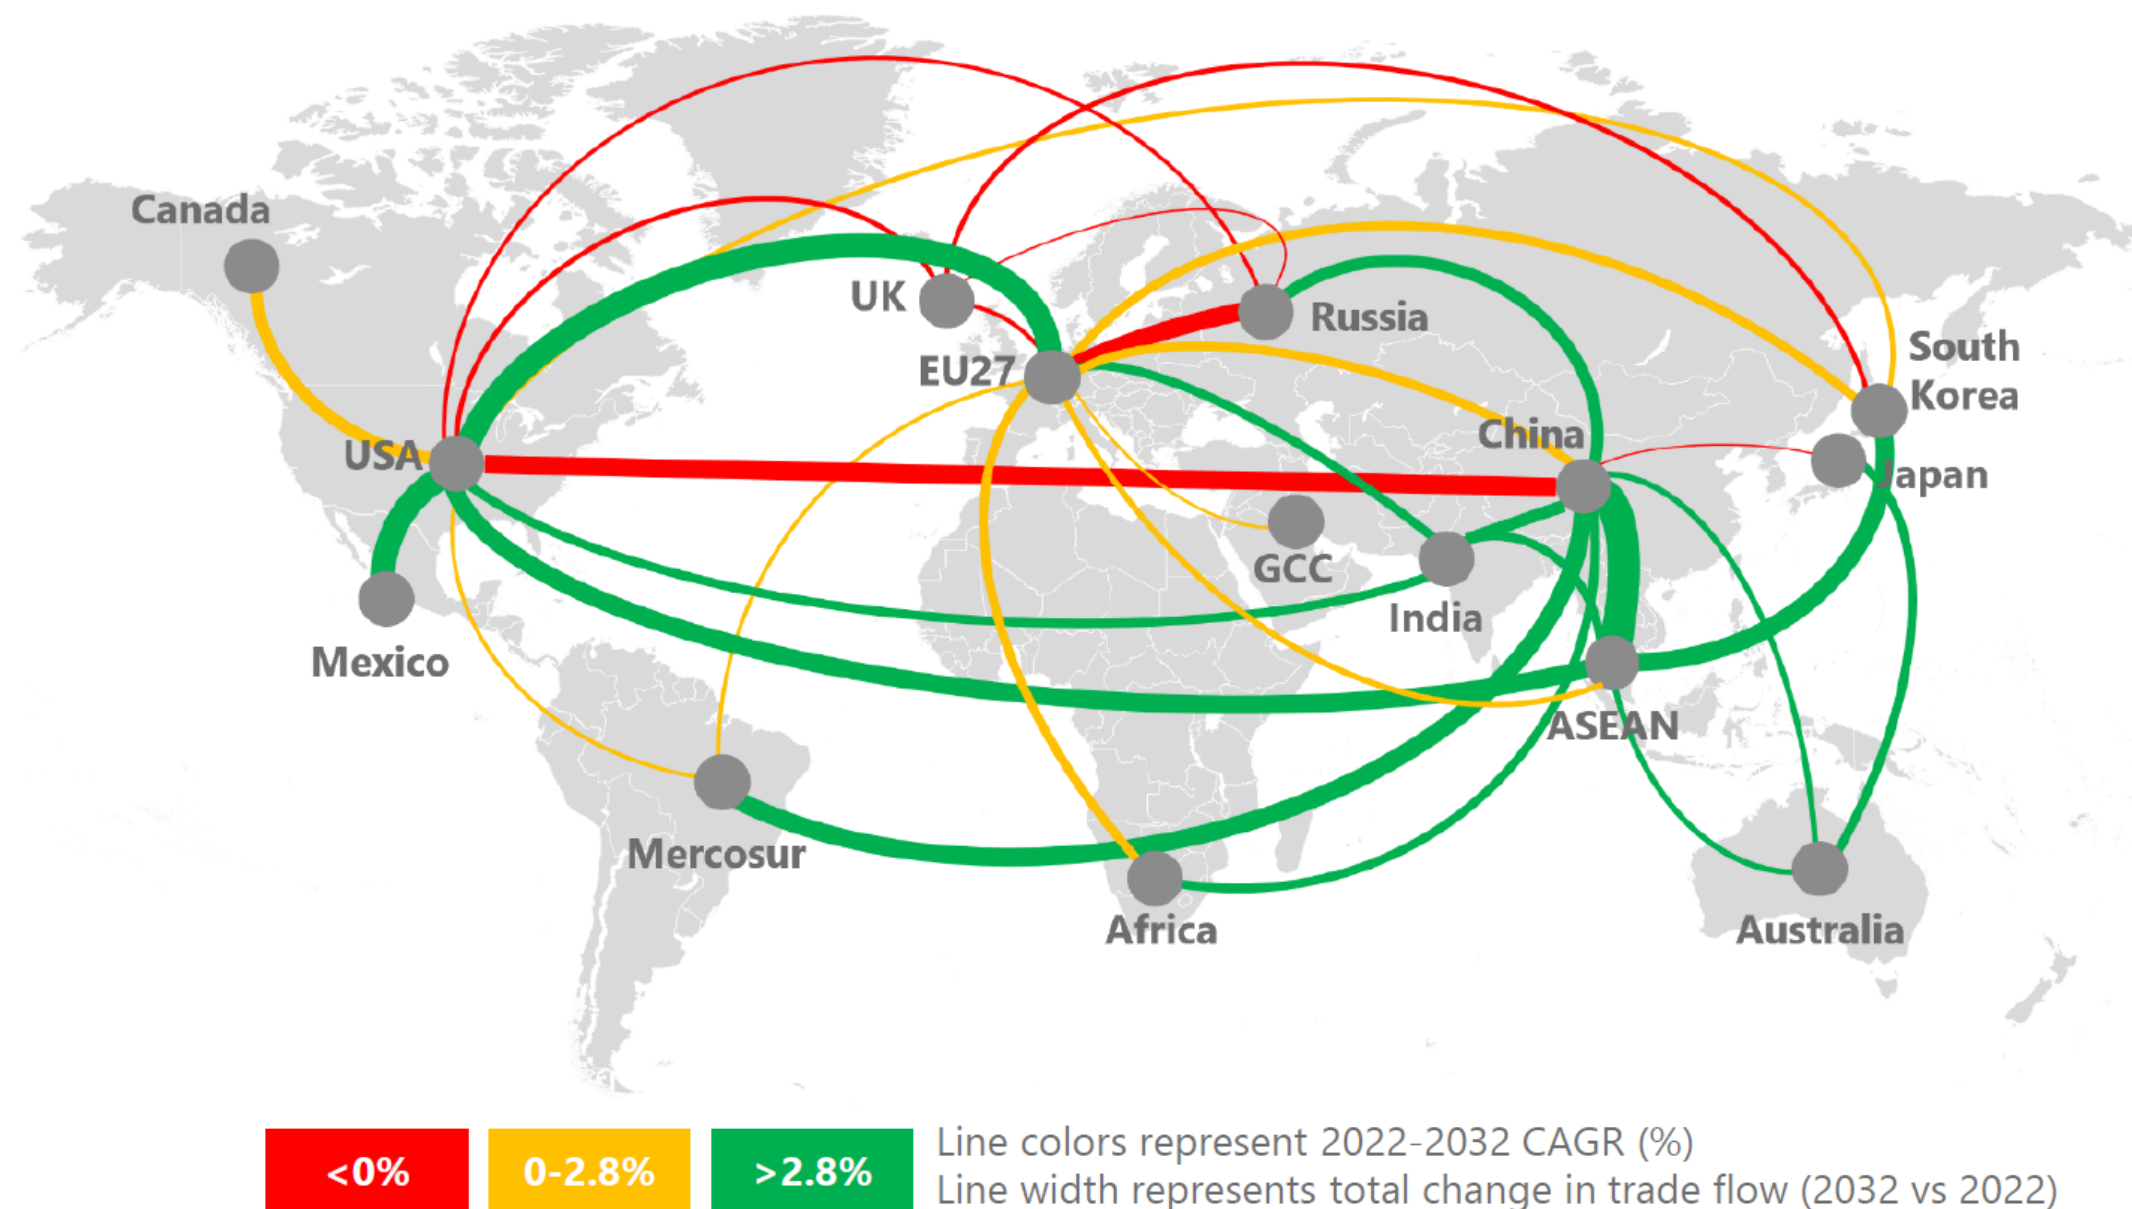 Canada
UK
Russia
South
Korea
EU27
China
USA
Japan
GCC
India
Mexico
ASEAN
Mercosur
Africa
Australia
<0%
0-2.8%
>2.8%
Line colors represent 2022-2032 CAGR (%)
Line width represents total change in trade flow (2032 vs 2022)